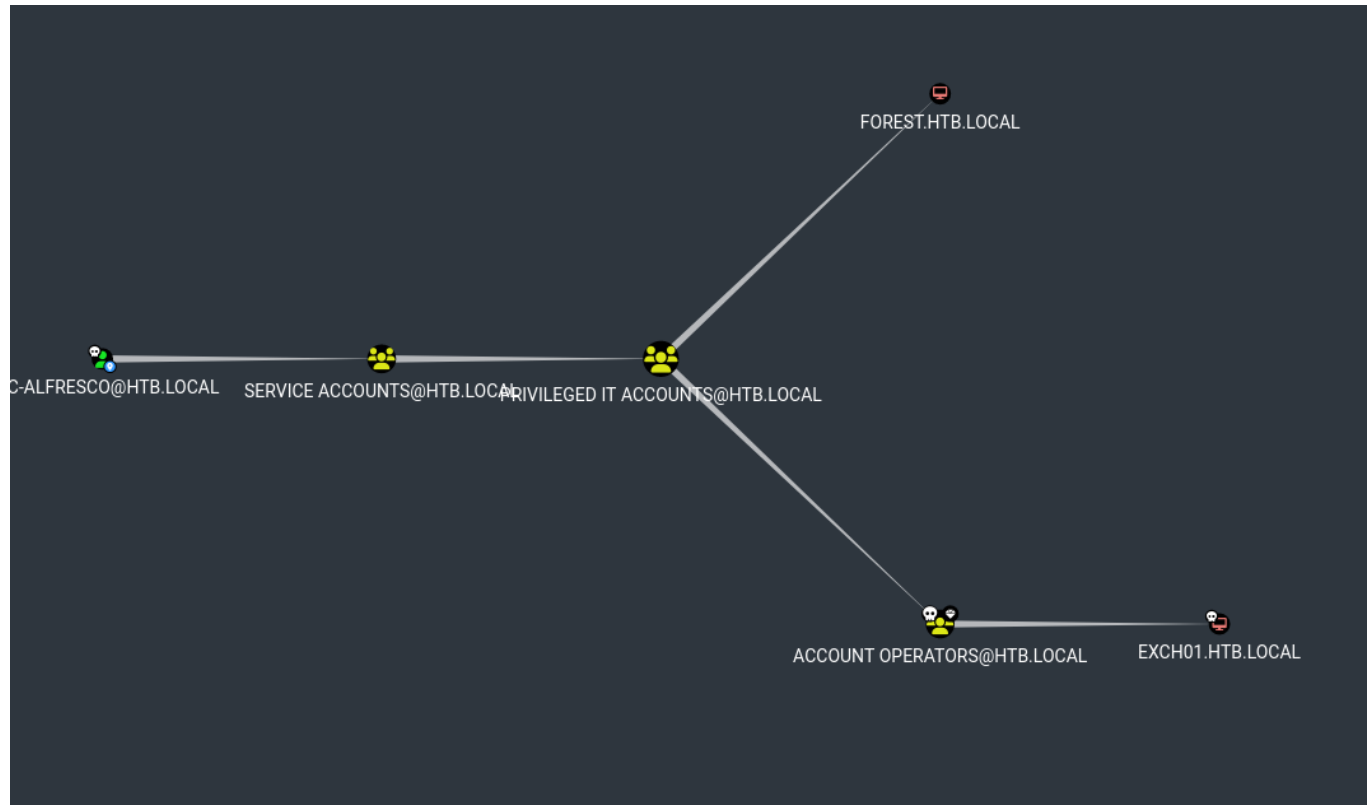 FOREST.HTB.LOCAL
C-ALFRESCO@HTB.LOCAL
SERVICE ACCOUNTS@HTB.LOCAL
PRIVILEGED IT ACCOUNTS@HTB.LOCAL
ACCOUNT OPERATORS@HTB.LOCAL
EXCH01.HTB.LOCAL